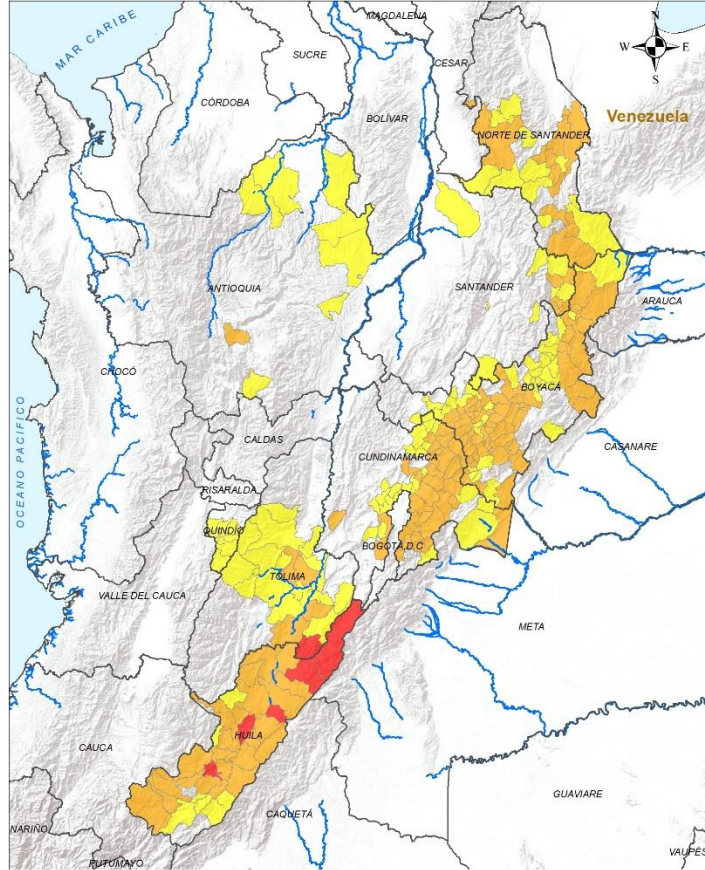 MAGDALENA
N
MAR CARIBE
W
E
S
SUCRE
CESAR
CÓRDOBA
BOLÍVAR
Venezuela
NORTE DE SANTANDER
ANTIOQUIA
SANTANDER
ARAUCA
CHOCÓ
BOYACÁ
OCEANO PACIFICO
CALDAS
CUNDINAMARCA
CASANARE
RISARALDA
QUINDÍO
BOGOTÁ, D.C
TOLIMA
VALLE DEL CAUCA
META
HUILA
CAUCA
GUAVIARE
CAQUETÁ
NARIÑO
PUTUMAYO
VAUPÉS